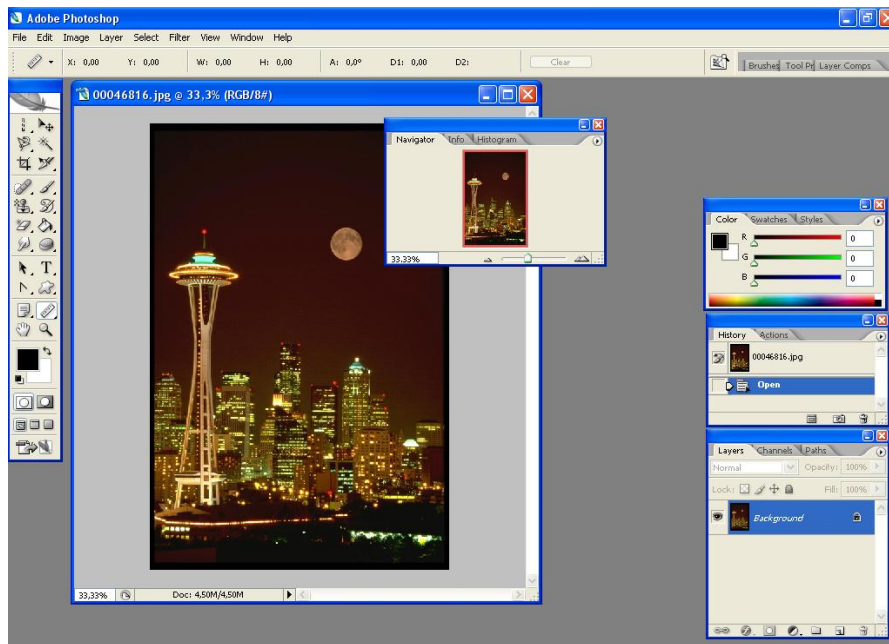 Adobe Photoshop
File Edit Image Layer Select Filter View Window Help
X: 0,00 Y: 0,00 W: 0,00 H: 0,00 A: 0,0° D1: 0,00 D2: Clear
Brushes Tool Pr Layer Comps
00046816.jpg @ 33,3% (RGB/8#)
Navigator Info Histogram
33.33%
Color Swatches Styles
R 0
G 0
B 0
History Actions
00046816.jpg
Open
Layers Channels Paths
Normal Opacity: 100%
Lock: Fill: 100%
Background
T
33,33% Doc: 4,50M/4,50M